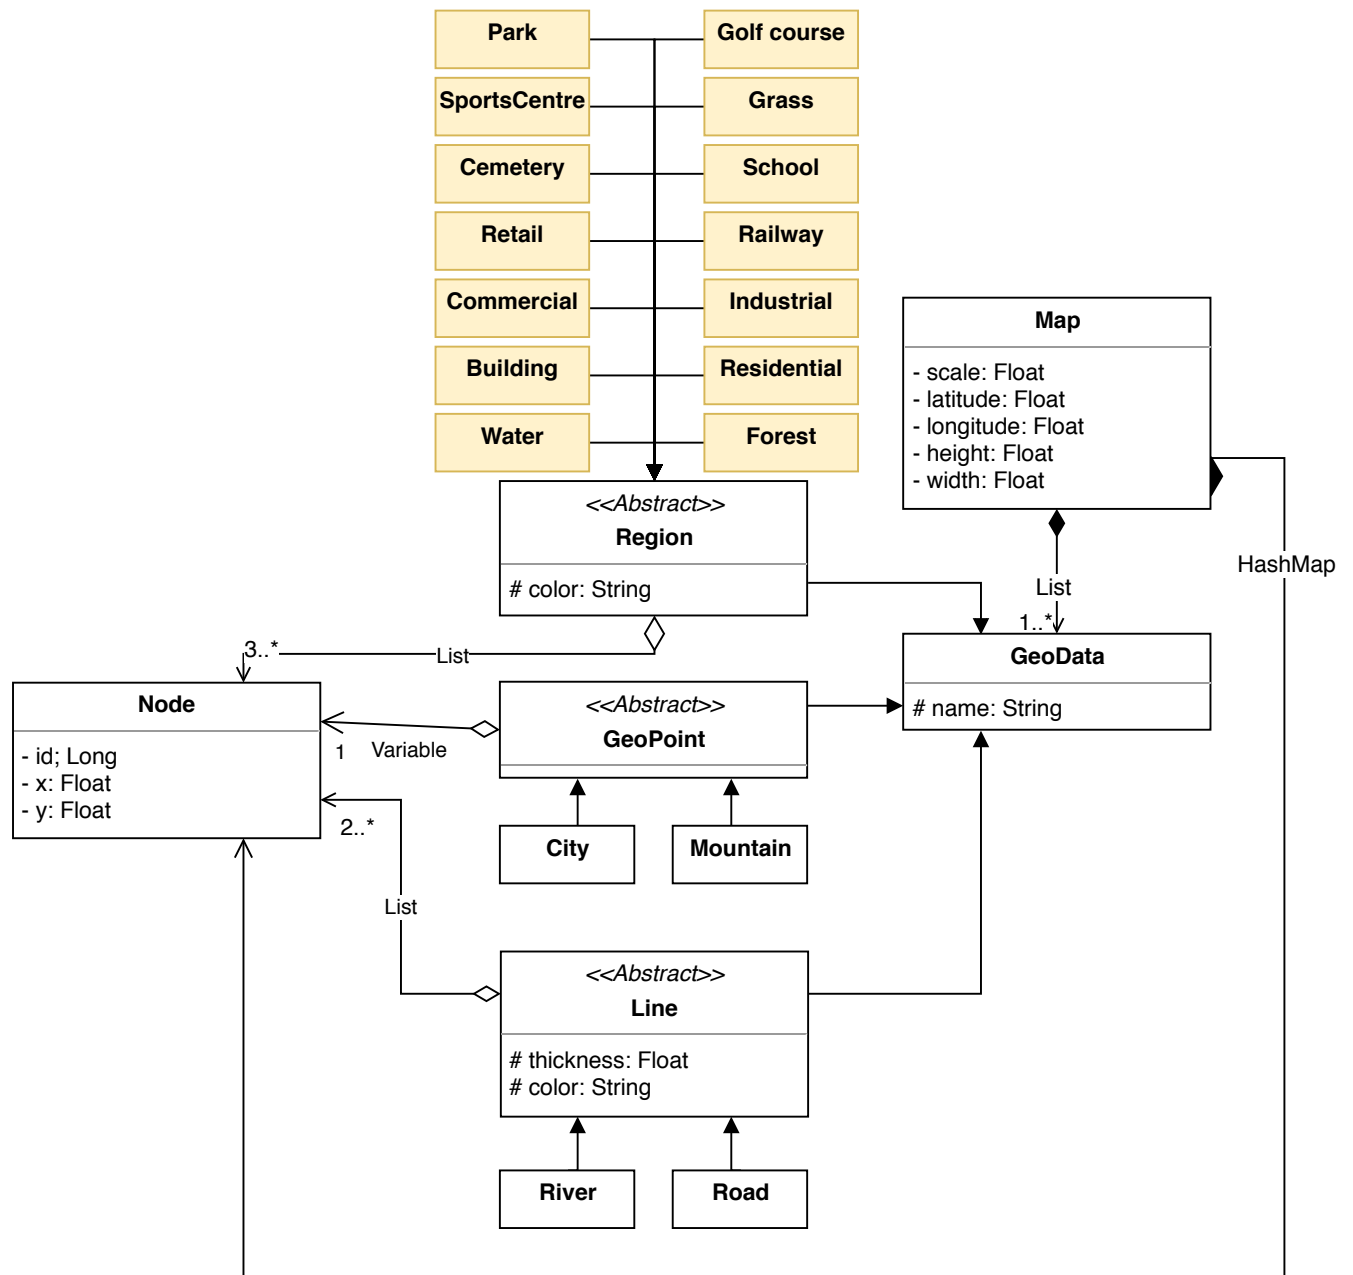 Park
Golf course
SportsCentre
Grass
Cemetery
School
Retail
Railway
Commercial
Industrial
Building
Residential
Water
Forest
Map
- scale: Float
- latitude: Float
- longitude: Float
- height: Float
- width: Float
<<Abstract>>
Region
# color: String
HashMap
List
1..*
3..*
List
GeoData
# name: String
Node
- id; Long
- x: Float
- y: Float
<<Abstract>>
GeoPoint
1
Variable
2..*
City
Mountain
List
<<Abstract>>
Line
# thickness: Float
# color: String
River
Road